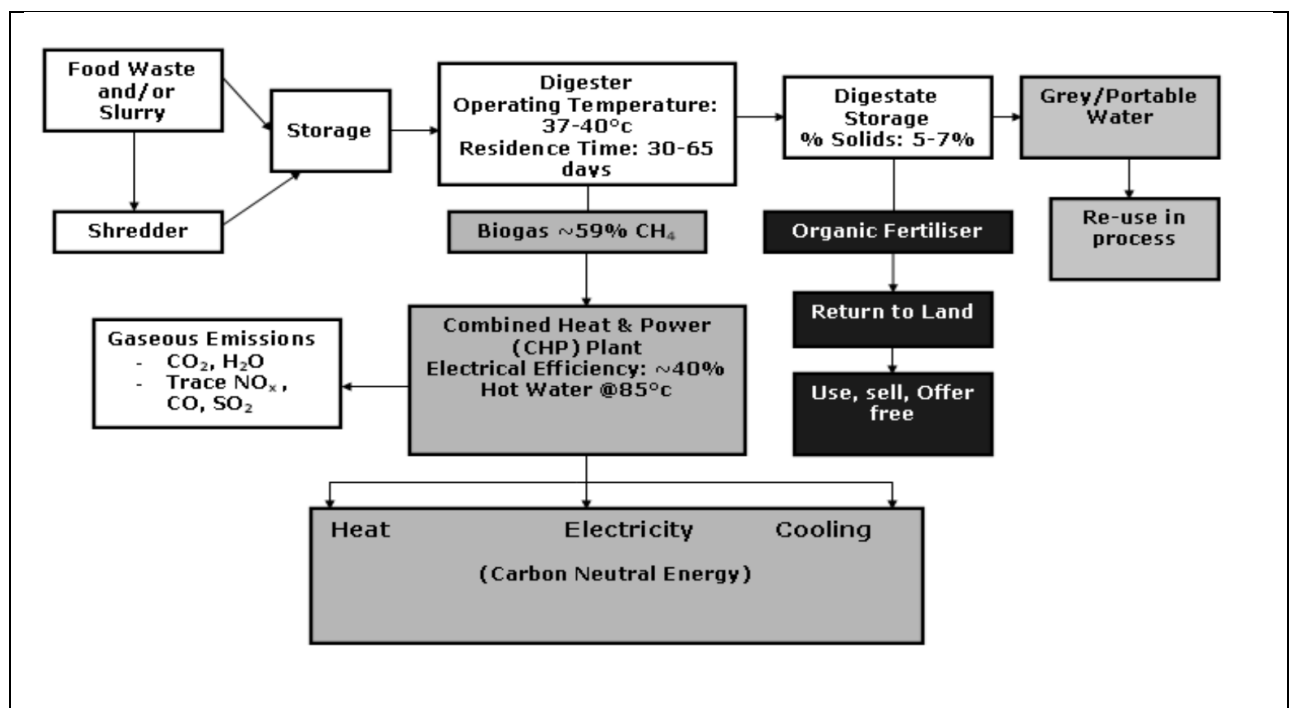 Food Waste
and/or
Slurry
Storage
Shredder
Digester
Operating Temperature:
37-40°c
Residence Time: 30-65
days
Digestate
Storage
% Solids: 5-7%
Grey/Portable
Water
Re-use in
process
Biogas ~59% CH₄
Organic Fertiliser
Return to Land
Use, sell, Offer
free
Combined Heat & Power
(CHP) Plant
Electrical Efficiency: ~40%
Hot Water @85°c
Gaseous Emissions
- CO₂, H₂O
- Trace NOₓ ,
CO, SO₂
Heat Electricity Cooling
(Carbon Neutral Energy)